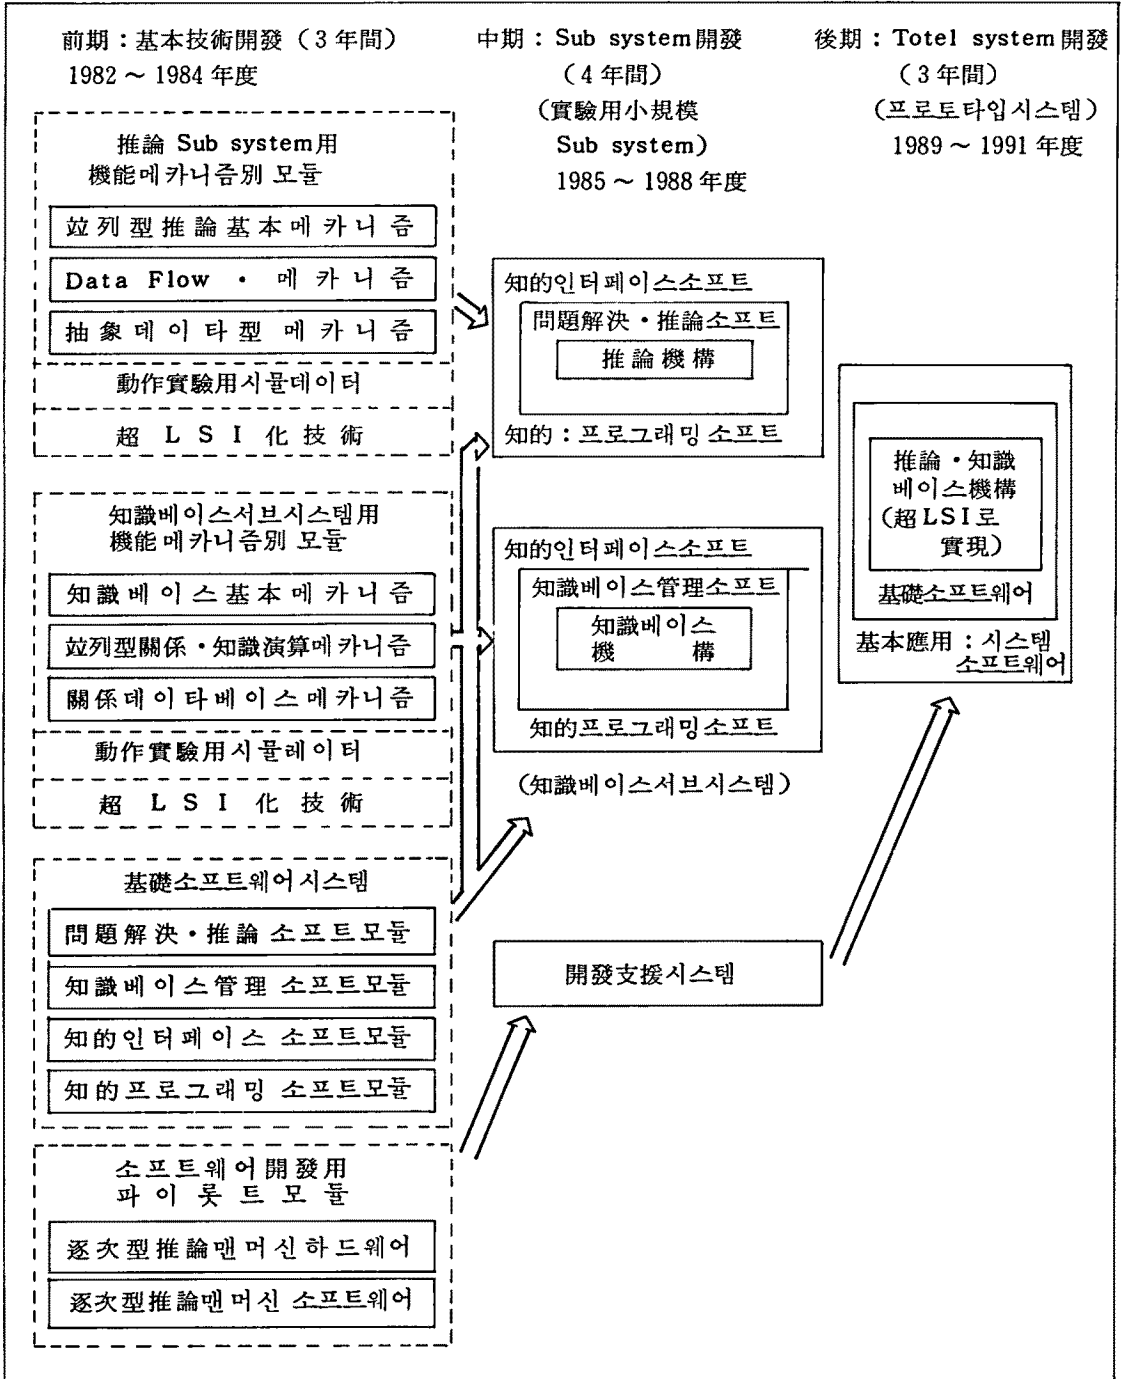 前期：基本技術開發（3年間）
1982～1984年度
中期：Sub system開發
（4年間）
(實驗用小規模
Sub system)
1985～1988年度
後期：Totel system開發
（3年間）
(프로토타입시스템)
1989～1991年度
推論 Sub system用
機能메카니즘別 모듈
竝列型推論基本메카니즘
Data Flow・메카니즘
抽象데이타型 메카니즘
動作實驗用시뮬데이터
超LSI化技術
知識베이스서브시스템用
機能메카니즘別 모듈
知識베이스基本메카니즘
竝列型關係・知識演算메카니즘
關係데이타베이스메카니즘
動作實驗用시뮬레이터
超LSI化技術
基礎소프트웨어시스템
問題解決・推論 소프트모듈
知識베이스管理 소프트모듈
知的인터페이스 소프트모듈
知的프로그래밍 소프트모듈
소프트웨어開發用
파이롯트모듈
逐次型推論맨머신하드웨어
逐次型推論맨머신 소프트웨어
知的인터페이스소프트
問題解決・推論소프트
推論機構
知的：프로그래밍소프트
知的인터페이스소프트
知識베이스管理소프트
知識베이스
機構
知的프로그래밍소프트
(知識베이스서브시스템)
開發支援시스템
推論・知識
베이스機構
(超LSI로
實現)
基礎소프트웨어
基本應用：시스템
소프트웨어